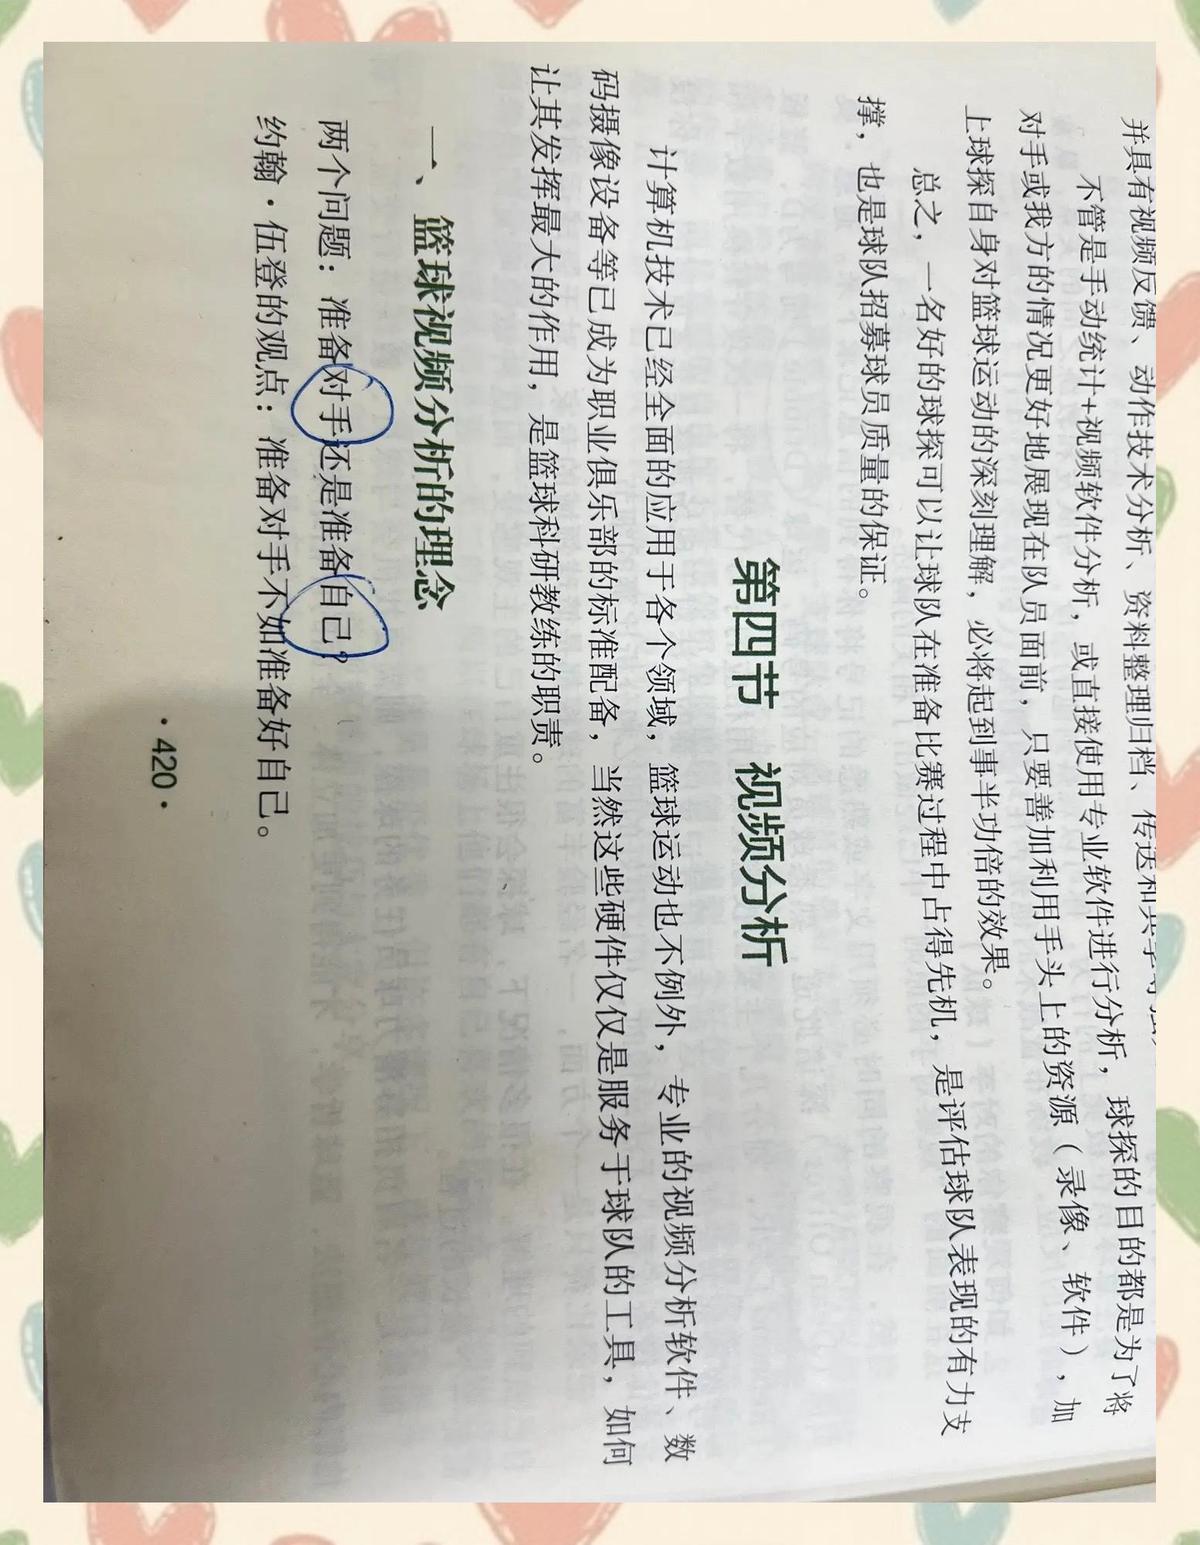 并具有视频反馈、动作技术分析、资料整理归档、传送和共享等
不管是手动统计+视频软件分析，或直接使用专业软件进行分析，球探的目的都是为了将
对手或我方的情况更好地展现在队员面前，只要善加利用手头上的资源（录像、软件），加
上球探自身对篮球运动的深刻理解，必将起到事半功倍的效果。
总之，一名好的球探可以让球队在准备比赛过程中占得先机，是评估球队表现的有力支
撑，也是球队招募球员质量的保证。
第四节 视频分析
计算机技术已经全面的应用于各个领域，篮球运动也不例外，专业的视频分析软件、数
码摄像设备等已成为职业俱乐部的标准配备，当然这些硬件仅仅是服务于球队的工具，如何
让其发挥最大的作用，是篮球科研教练的职责。
一、篮球视频分析的理念
两个问题：准备对手还是准备自己？
约翰·伍登的观点：准备对手不如准备好自己。
·420·